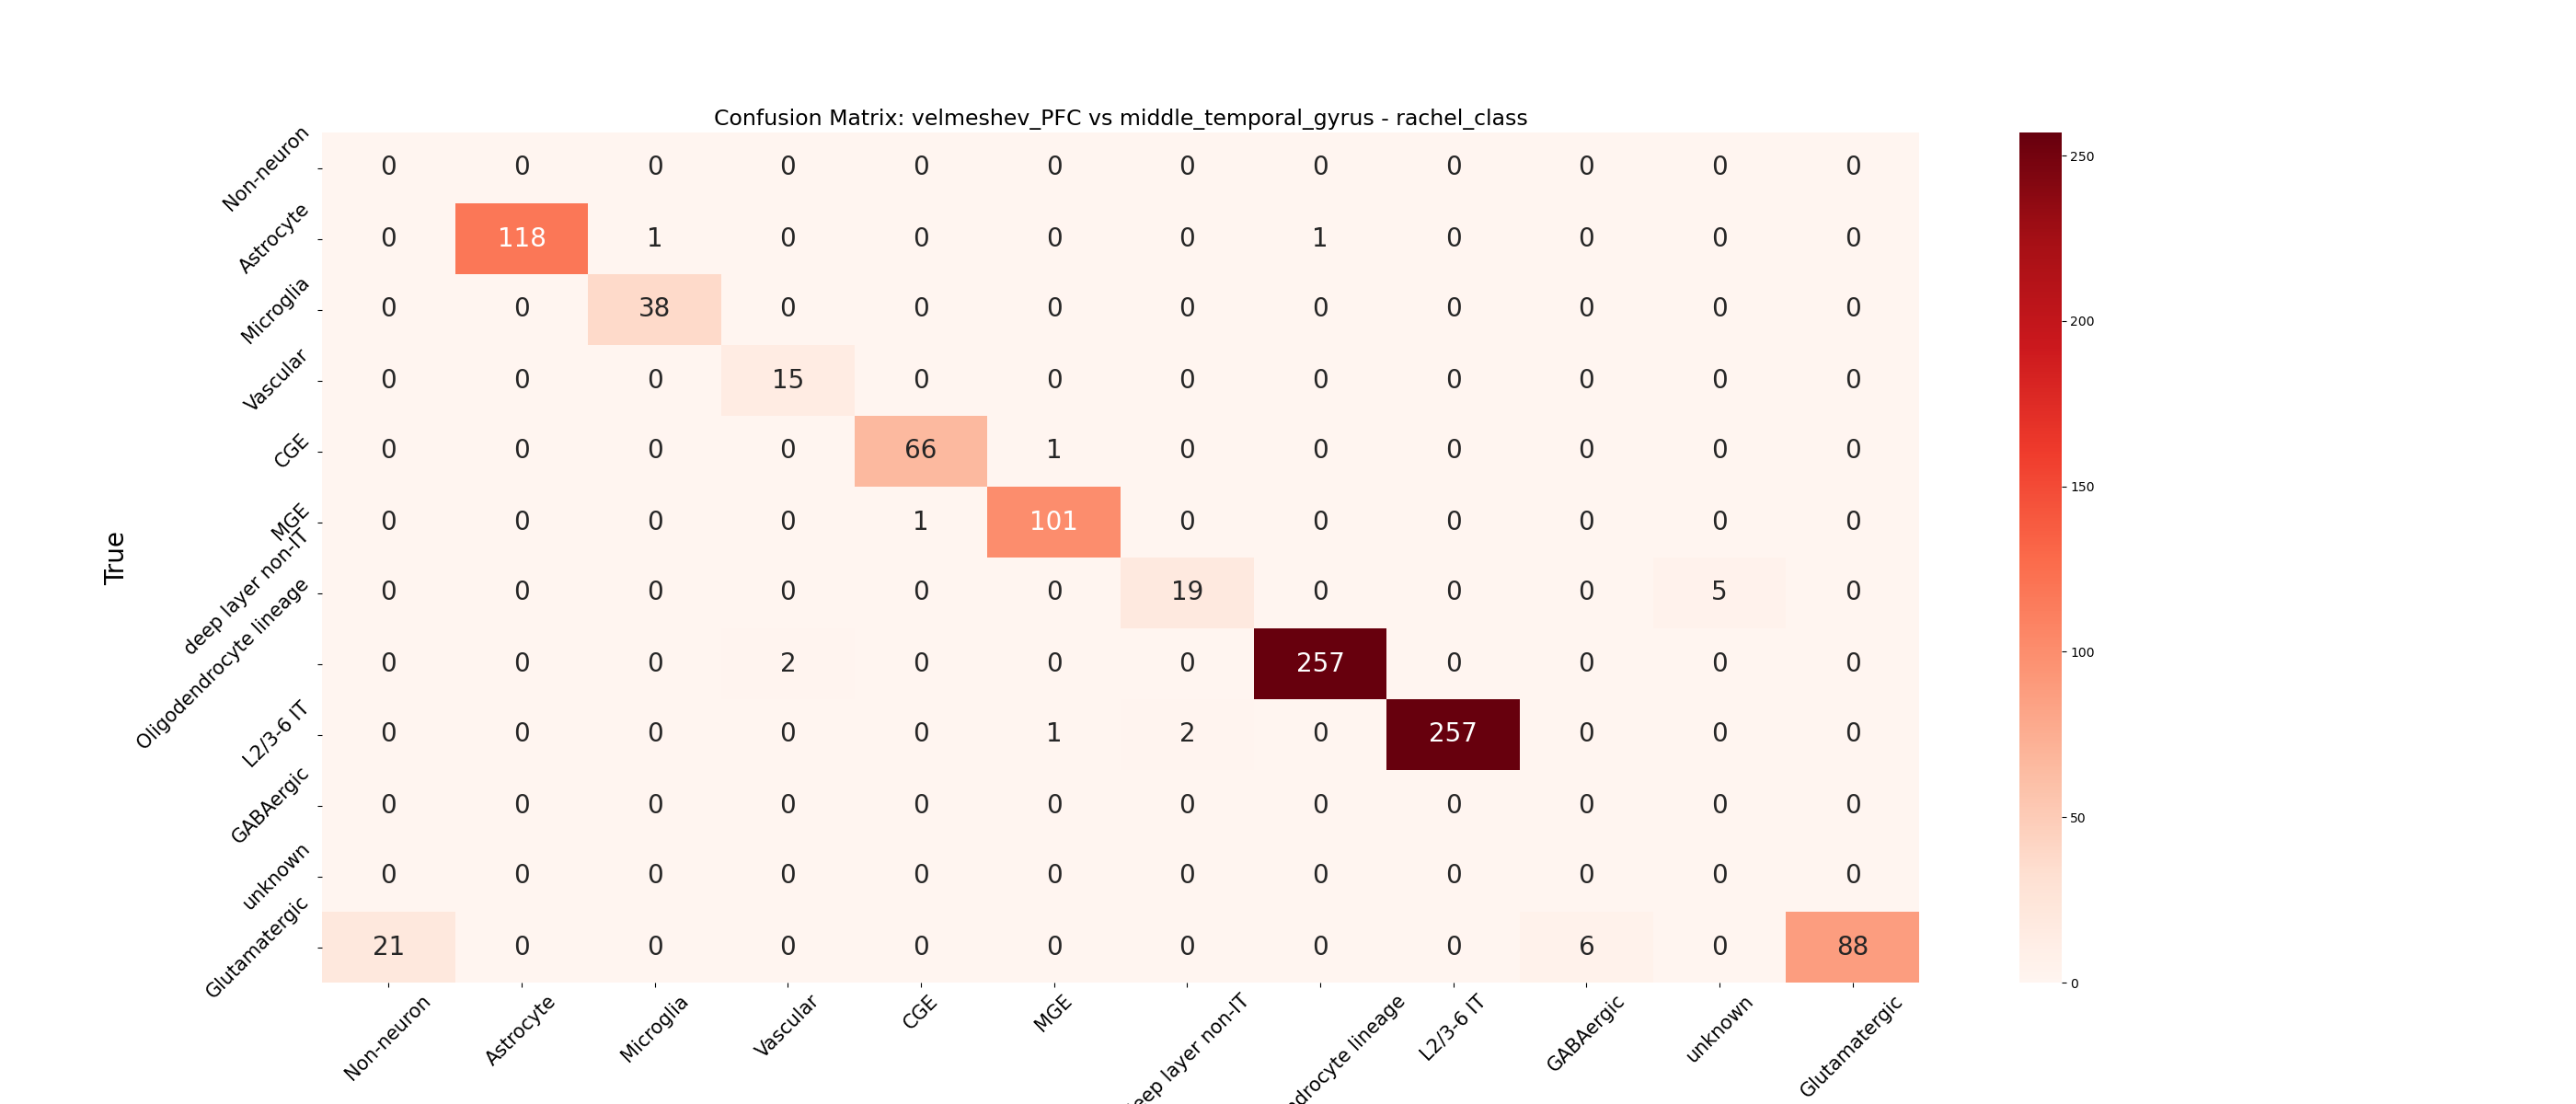 Confusion Matrix: velmeshev_PFC vs middle_temporal_gyrus - rachel_class
True
Non-neuron 0 0 0 0 0 0 0 0 0 0 0 0
Astrocyte 0 118 1 0 0 0 0 1 0 0 0 0
Microglia 0 0 38 0 0 0 0 0 0 0 0 0
Vascular 0 0 0 15 0 0 0 0 0 0 0 0
CGE 0 0 0 0 66 1 0 0 0 0 0 0
MGE 0 0 0 0 1 101 0 0 0 0 0 0
deep layer non-IT 0 0 0 0 0 0 19 0 0 0 5 0
Oligodendrocyte lineage 0 0 0 2 0 0 0 257 0 0 0 0
L2/3-6 IT 0 0 0 0 0 1 2 0 257 0 0 0
GABAergic 0 0 0 0 0 0 0 0 0 0 0 0
unknown 0 0 0 0 0 0 0 0 0 0 0 0
Glutamatergic 21 0 0 0 0 0 0 0 0 6 0 88
Non-neuron Astrocyte Microglia Vascular CGE MGE eep layer non-IT ndrocyte lineage L2/3-6 IT GABAergic unknown Glutamatergic
250
200
150
100
50
0